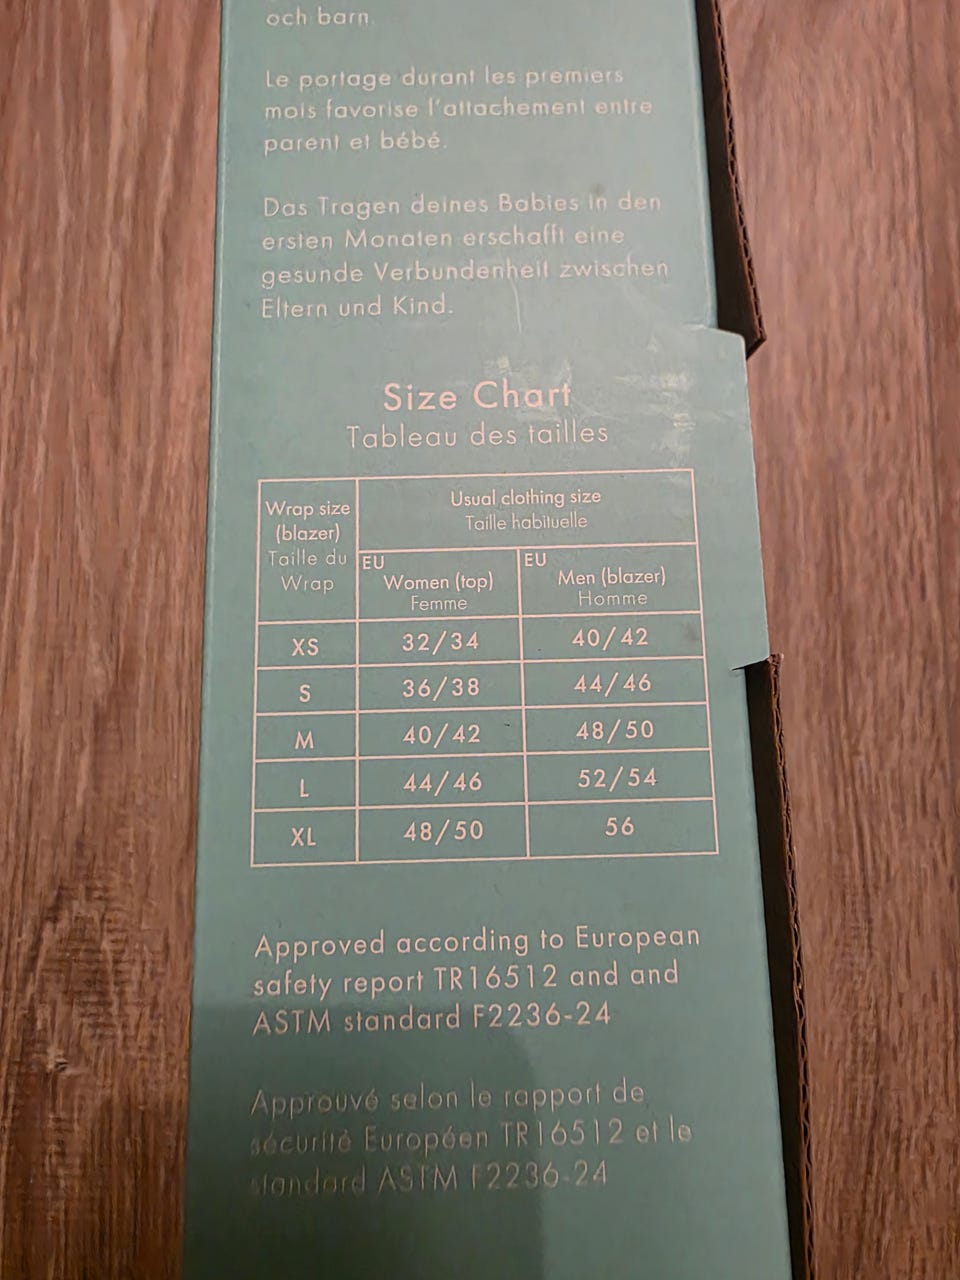 och barn.
Le portage durant les premiers
mois favorise l'attachement entre
parent et bébé.
Das Tragen deines Babies in den
ersten Monaten erschafft eine
gesunde Verbundenheit zwischen
Eltern und Kind.
Size Chart
Tableau des tailles
Wrap size
(blazer)
Taille du
Wrap
Usual clothing size
Taille habituelle
EU
Women (top)
Femme
EU
Men (blazer)
Homme
XS 32/34 40/42
S 36/38 44/46
M 40/42 48/50
L 44/46 52/54
XL 48/50 56
Approved according to European
safety report TR16512 and and
ASTM standard F2236-24
Approuvé selon le rapport de
sécurité Européen TR16512 et le
standard ASTM F2236-24